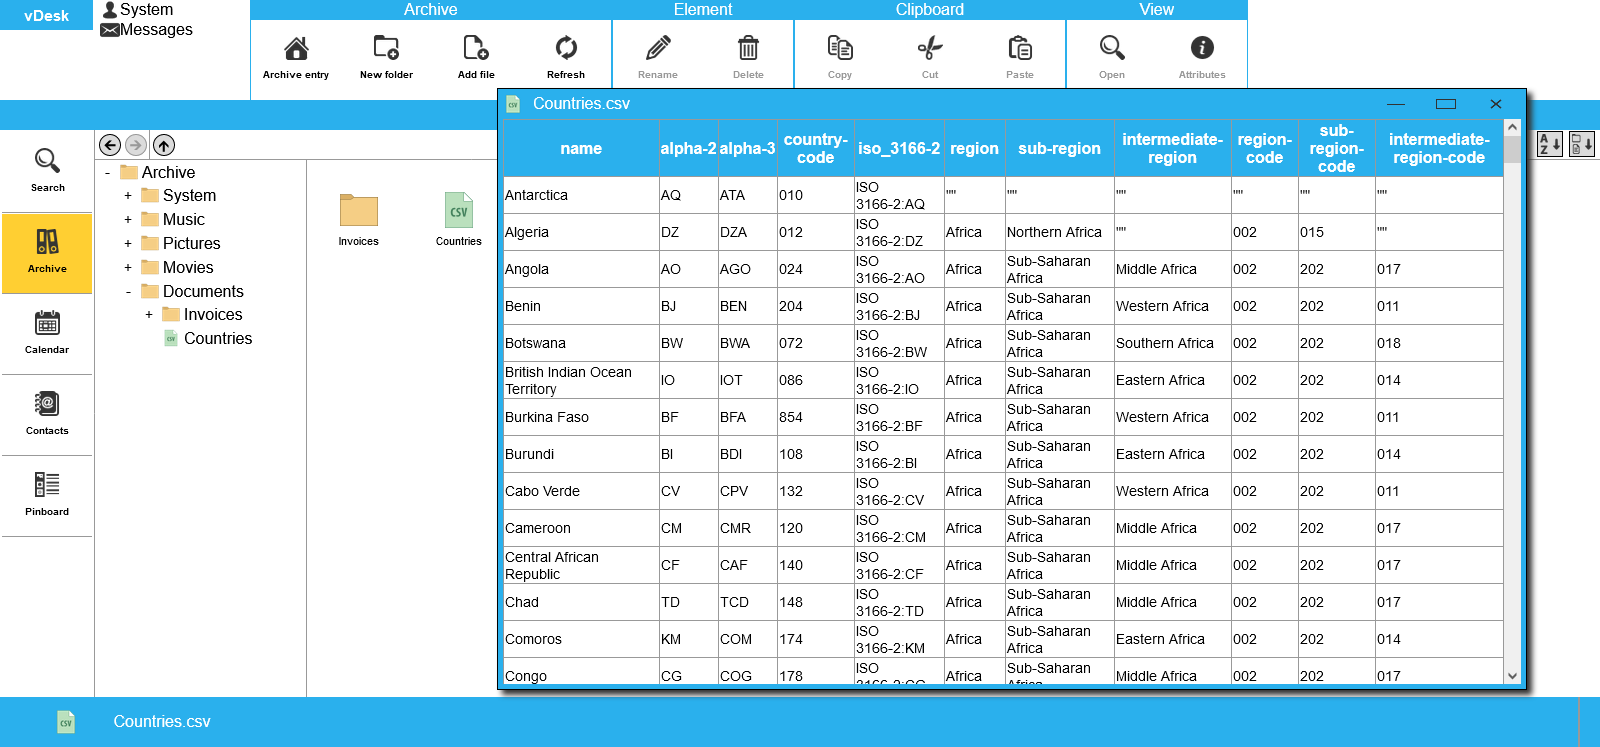 vDesk
System
Messages
Archive Element Clipboard View
Archive entry New folder Add file Refresh Rename Delete Copy Cut Paste Open Attributes
Search
Archive
Calendar
Contacts
Pinboard
- Archive
+ System
+ Music
+ Pictures
+ Movies
- Documents
+ Invoices
Countries
Invoices
CSV
Countries
CSV Countries.csv
name alpha-2 alpha-3 country-code iso_3166-2 region sub-region intermediate-region region-code sub-region-code intermediate-region-code
Antarctica AQ ATA 010 ISO 3166-2:AQ "" "" "" "" "" ""
Algeria DZ DZA 012 ISO 3166-2:DZ Africa Northern Africa "" 002 015 ""
Angola AO AGO 024 ISO 3166-2:AO Africa Sub-Saharan Africa Middle Africa 002 202 017
Benin BJ BEN 204 ISO 3166-2:BJ Africa Sub-Saharan Africa Western Africa 002 202 011
Botswana BW BWA 072 ISO 3166-2:BW Africa Sub-Saharan Africa Southern Africa 002 202 018
British Indian Ocean Territory IO IOT 086 ISO 3166-2:IO Africa Sub-Saharan Africa Eastern Africa 002 202 014
Burkina Faso BF BFA 854 ISO 3166-2:BF Africa Sub-Saharan Africa Western Africa 002 202 011
Burundi BI BDI 108 ISO 3166-2:BI Africa Sub-Saharan Africa Eastern Africa 002 202 014
Cabo Verde CV CPV 132 ISO 3166-2:CV Africa Sub-Saharan Africa Western Africa 002 202 011
Cameroon CM CMR 120 ISO 3166-2:CM Africa Sub-Saharan Africa Middle Africa 002 202 017
Central African Republic CF CAF 140 ISO 3166-2:CF Africa Sub-Saharan Africa Middle Africa 002 202 017
Chad TD TCD 148 ISO 3166-2:TD Africa Sub-Saharan Africa Middle Africa 002 202 017
Comoros KM COM 174 ISO 3166-2:KM Africa Sub-Saharan Africa Eastern Africa 002 202 014
Congo CG COG 178 ISO 3166-2:CG Africa Sub-Saharan Africa Middle Africa 002 202 017
A
Z
CSV Countries.csv